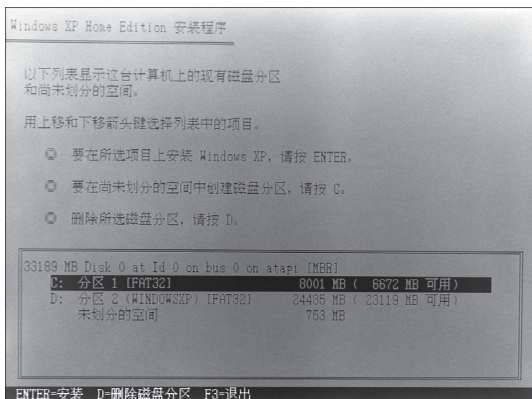 Windows XP Home Edition 安装程序
以下列表显示这台计算机上的现有磁盘分区
和尚未划分的空间。
用上移和下移箭头键选择列表中的项目。
◎ 要在所选项目上安装 Windows XP, 请按 ENTER。
◎ 要在尚未划分的空间中创建磁盘分区, 请按 C。
◎ 删除所选磁盘分区, 请按 D。
33189 MB Disk 0 at Id 0 on bus 0 on atapi [MBR]
C: 分区 1 [FAT32] 8001 MB ( 6672 MB 可用)
D: 分区 2 (WINDOWSXP) [FAT32] 24435 MB ( 23119 MB 可用)
未划分的空间 753 MB
ENTER=安装 D=删除磁盘分区 F3=退出